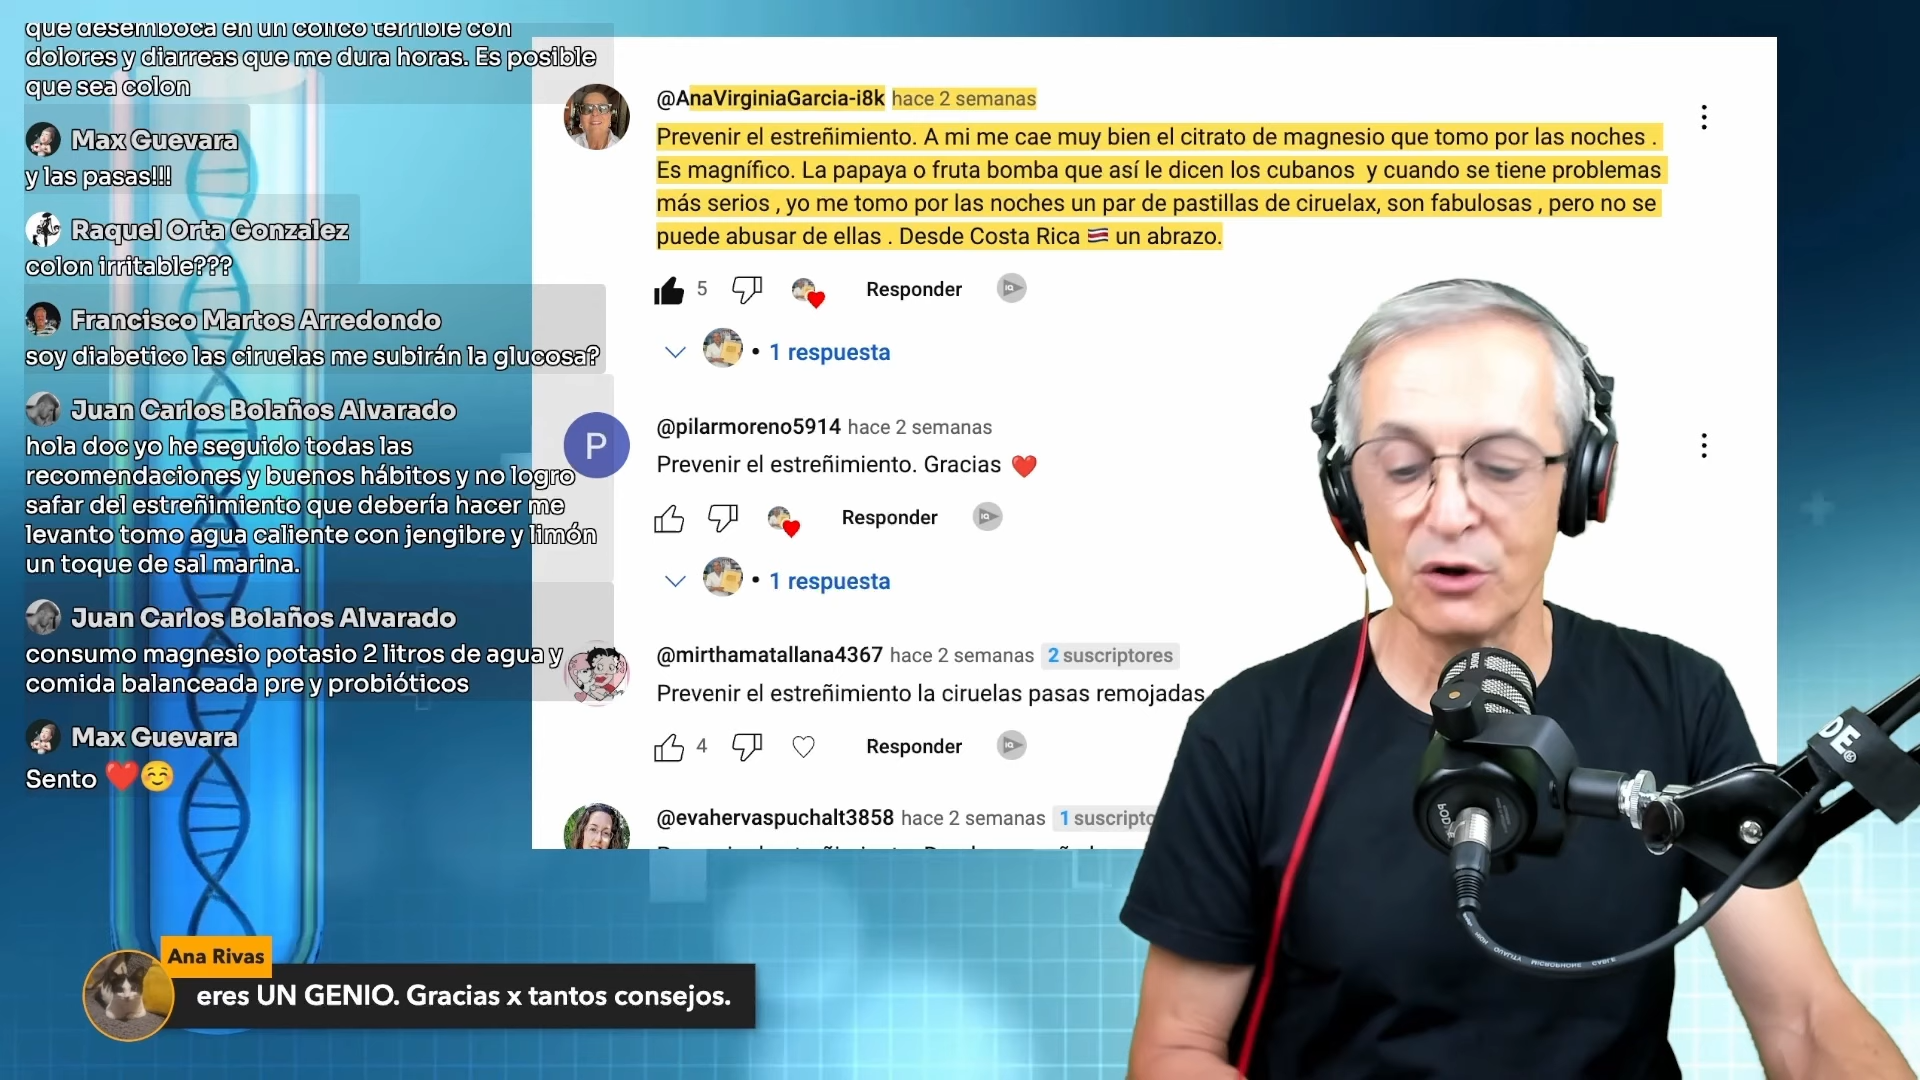 que desemboca en un cólico terrible con
dolores y diarreas que me dura horas. Es posible
que sea colon
Max Guevara
y las pasas!!!
Raquel Orta Gonzalez
colon irritable???
Francisco Martos Arredondo
soy diabetico las ciruelas me subirán la glucosa?
Juan Carlos Bolaños Alvarado
hola doc yo he seguido todas las
recomendaciones y buenos hábitos y no logro
safar del estreñimiento que debería hacer me
levanto tomo agua caliente con jengibre y limón
un toque de sal marina.
Juan Carlos Bolaños Alvarado
consumo magnesio potasio 2 litros de agua y
comida balanceada pre y probióticos
Max Guevara
Sento ❤️☺️
@AnaVirginiaGarcia-i8k hace 2 semanas
Prevenir el estreñimiento. A mi me cae muy bien el citrato de magnesio que tomo por las noches .
Es magnífico. La papaya o fruta bomba que así le dicen los cubanos y cuando se tiene problemas
más serios , yo me tomo por las noches un par de pastillas de ciruelax, son fabulosas , pero no se
puede abusar de ellas . Desde Costa Rica 🇨🇷 un abrazo.
5 Responder
• 1 respuesta
P
@pilarmoreno5914 hace 2 semanas
Prevenir el estreñimiento. Gracias ❤️
Responder
• 1 respuesta
@mirthamatallana4367 hace 2 semanas 2 suscriptores
Prevenir el estreñimiento la ciruelas pasas remojadas
4 Responder
@evahervaspuchalt3858 hace 2 semanas 1 suscripto
Ana Rivas
eres UN GENIO. Gracias x tantos consejos.